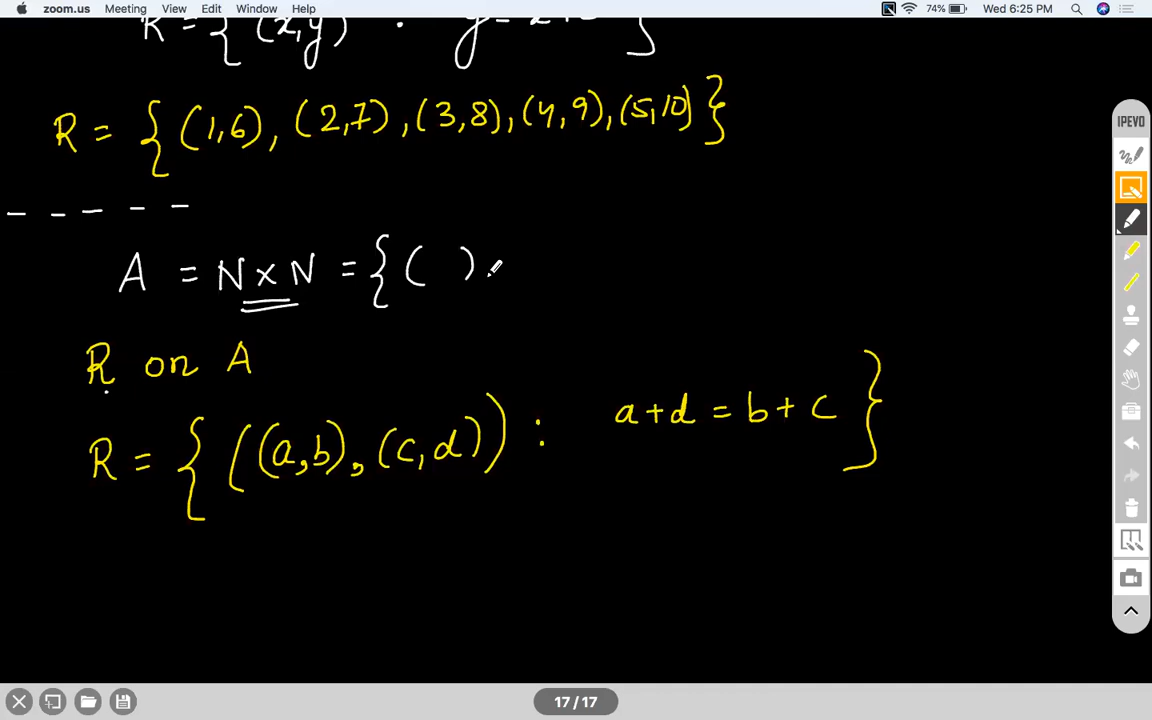 zoom.us Meeting View Edit Window Help 74% Wed 6:25 PM
R = { (x,y) : y = x + }
R = { (1,6), (2,7), (3,8), (4,9), (5,10) }
IPEVO
- - - - -
A = N × N = { ( )
R on A
R = { ((a,b), (c,d)) : a + d = b + c }
17/17